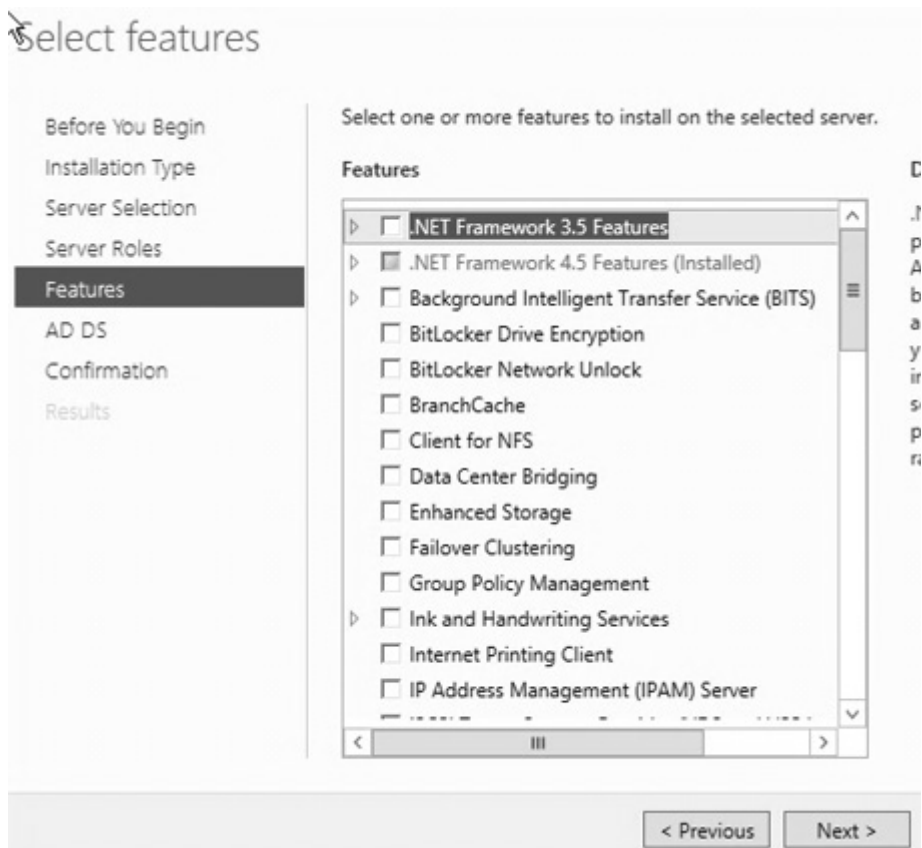 Select features
Before You Begin
Installation Type
Server Selection
Server Roles
Features
AD DS
Confirmation
Results
Select one or more features to install on the selected server.
Features
.NET Framework 3.5 Features
.NET Framework 4.5 Features (Installed)
Background Intelligent Transfer Service (BITS)
BitLocker Drive Encryption
BitLocker Network Unlock
BranchCache
Client for NFS
Data Center Bridging
Enhanced Storage
Failover Clustering
Group Policy Management
Ink and Handwriting Services
Internet Printing Client
IP Address Management (IPAM) Server
< Previous
Next >